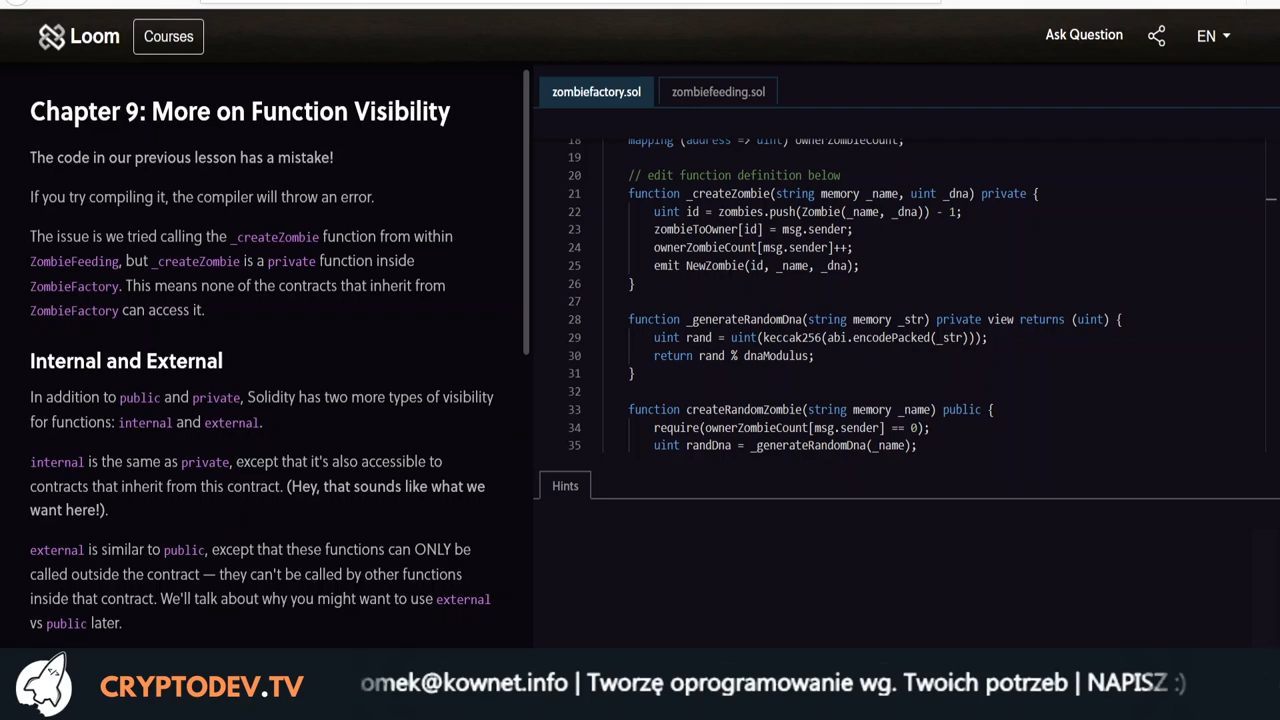 Loom
Courses
Ask Question
EN
Chapter 9: More on Function Visibility
The code in our previous lesson has a mistake!
If you try compiling it, the compiler will throw an error.
The issue is we tried calling the _createZombie function from within
ZombieFeeding, but _createZombie is a private function inside
ZombieFactory. This means none of the contracts that inherit from
ZombieFactory can access it.
Internal and External
In addition to public and private, Solidity has two more types of visibility
for functions: internal and external.
internal is the same as private, except that it's also accessible to
contracts that inherit from this contract. (Hey, that sounds like what we
want here!).
external is similar to public, except that these functions can ONLY be
called outside the contract — they can't be called by other functions
inside that contract. We'll talk about why you might want to use external
vs public later.
zombiefactory.sol
zombiefeeding.sol
18 mapping (address => uint) ownerZombieCount;
19
20 // edit function definition below
21 function _createZombie(string memory _name, uint _dna) private {
22 uint id = zombies.push(Zombie(_name, _dna)) - 1;
23 zombieToOwner[id] = msg.sender;
24 ownerZombieCount[msg.sender]++;
25 emit NewZombie(id, _name, _dna);
26 }
27
28 function _generateRandomDna(string memory _str) private view returns (uint) {
29 uint rand = uint(keccak256(abi.encodePacked(_str)));
30 return rand % dnaModulus;
31 }
32
33 function createRandomZombie(string memory _name) public {
34 require(ownerZombieCount[msg.sender] == 0);
35 uint randDna = _generateRandomDna(_name);
Hints
CRYPTODEV.TV
omek@kownet.info | Tworzę oprogramowanie wg. Twoich potrzeb | NAPISZ :)